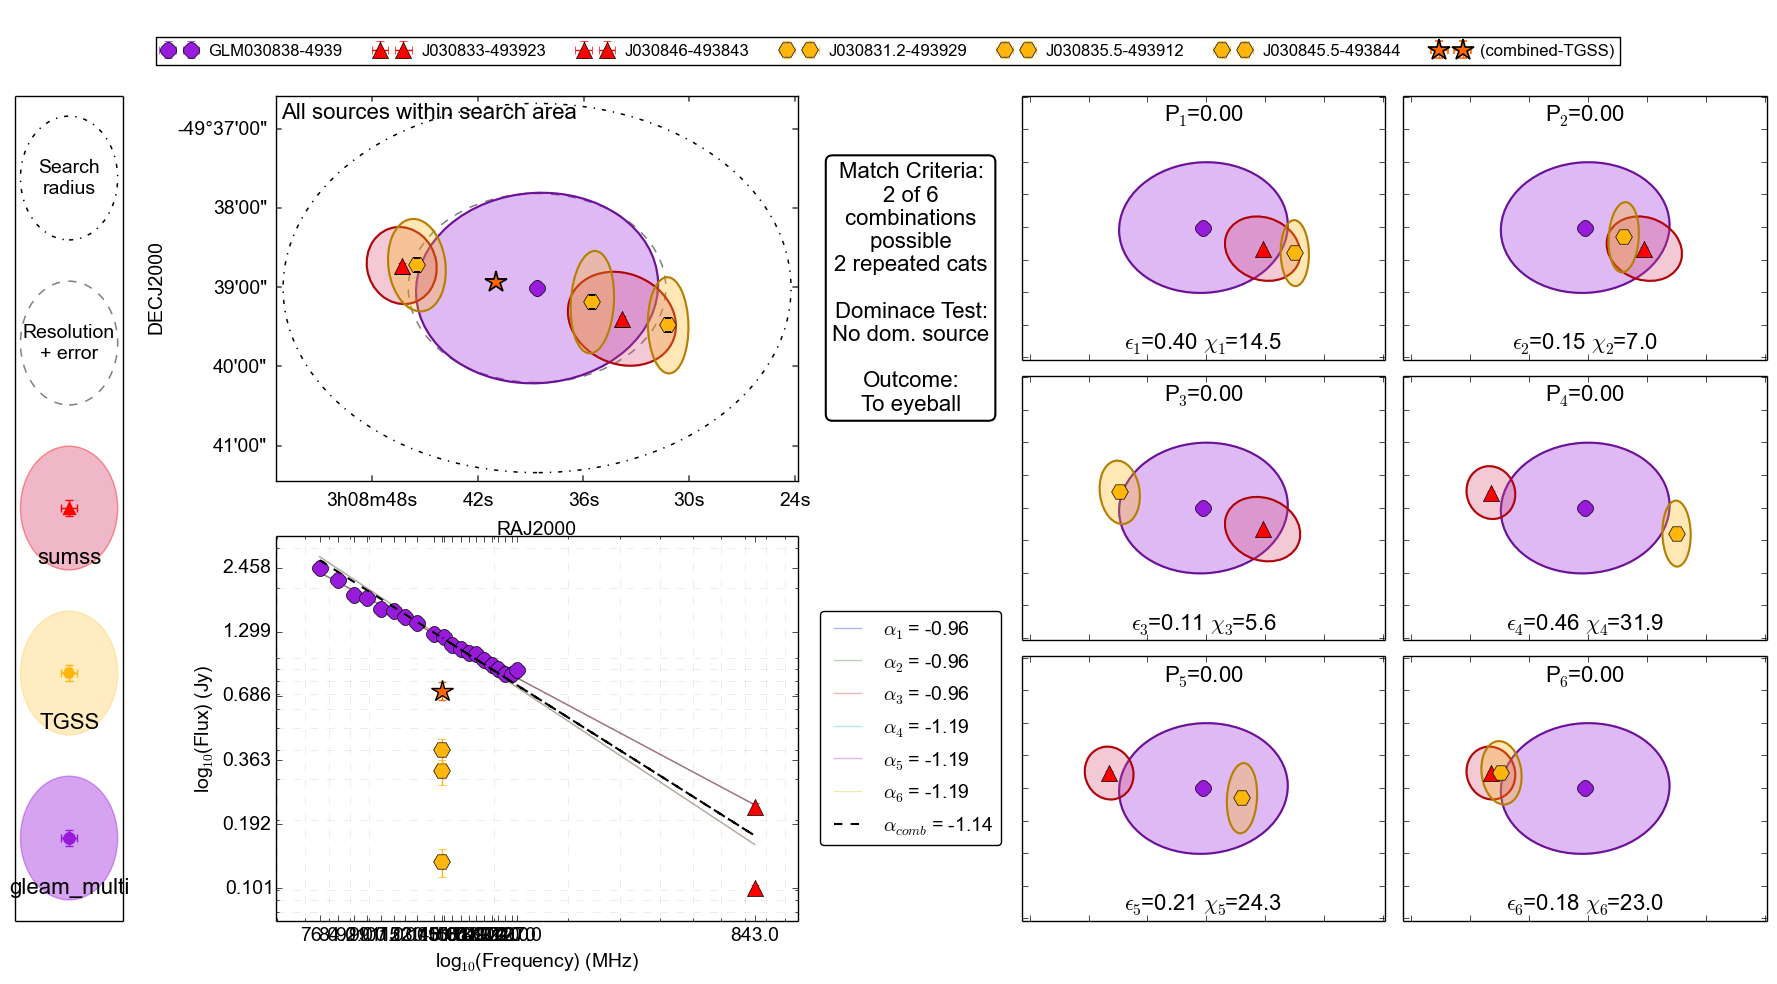 GLM030838-4939 J030833-493923 J030846-493843 J030831.2-493929 J030835.5-493912 J030845.5-493844 (combined-TGSS)
Search
radius
Resolution
+ error
sumss
TGSS
gleam_multi
All sources within search area
DECJ2000
-49°37'00"
38'00"
39'00"
40'00"
41'00"
3h08m48s 42s 36s 30s 24s
RAJ2000
Match Criteria:
2 of 6
combinations
possible
2 repeated cats
Dominace Test:
No dom. source
Outcome:
To eyeball
log10(Flux) (Jy)
2.458
1.299
0.686
0.363
0.192
0.101
843.0
log10(Frequency) (MHz)
α1 = -0.96
α2 = -0.96
α3 = -0.96
α4 = -1.19
α5 = -1.19
α6 = -1.19
αcomb = -1.14
P1=0.00
ϵ1=0.40 χ1=14.5
P2=0.00
ϵ2=0.15 χ2=7.0
P3=0.00
ϵ3=0.11 χ3=5.6
P4=0.00
ϵ4=0.46 χ4=31.9
P5=0.00
ϵ5=0.21 χ5=24.3
P6=0.00
ϵ6=0.18 χ6=23.0